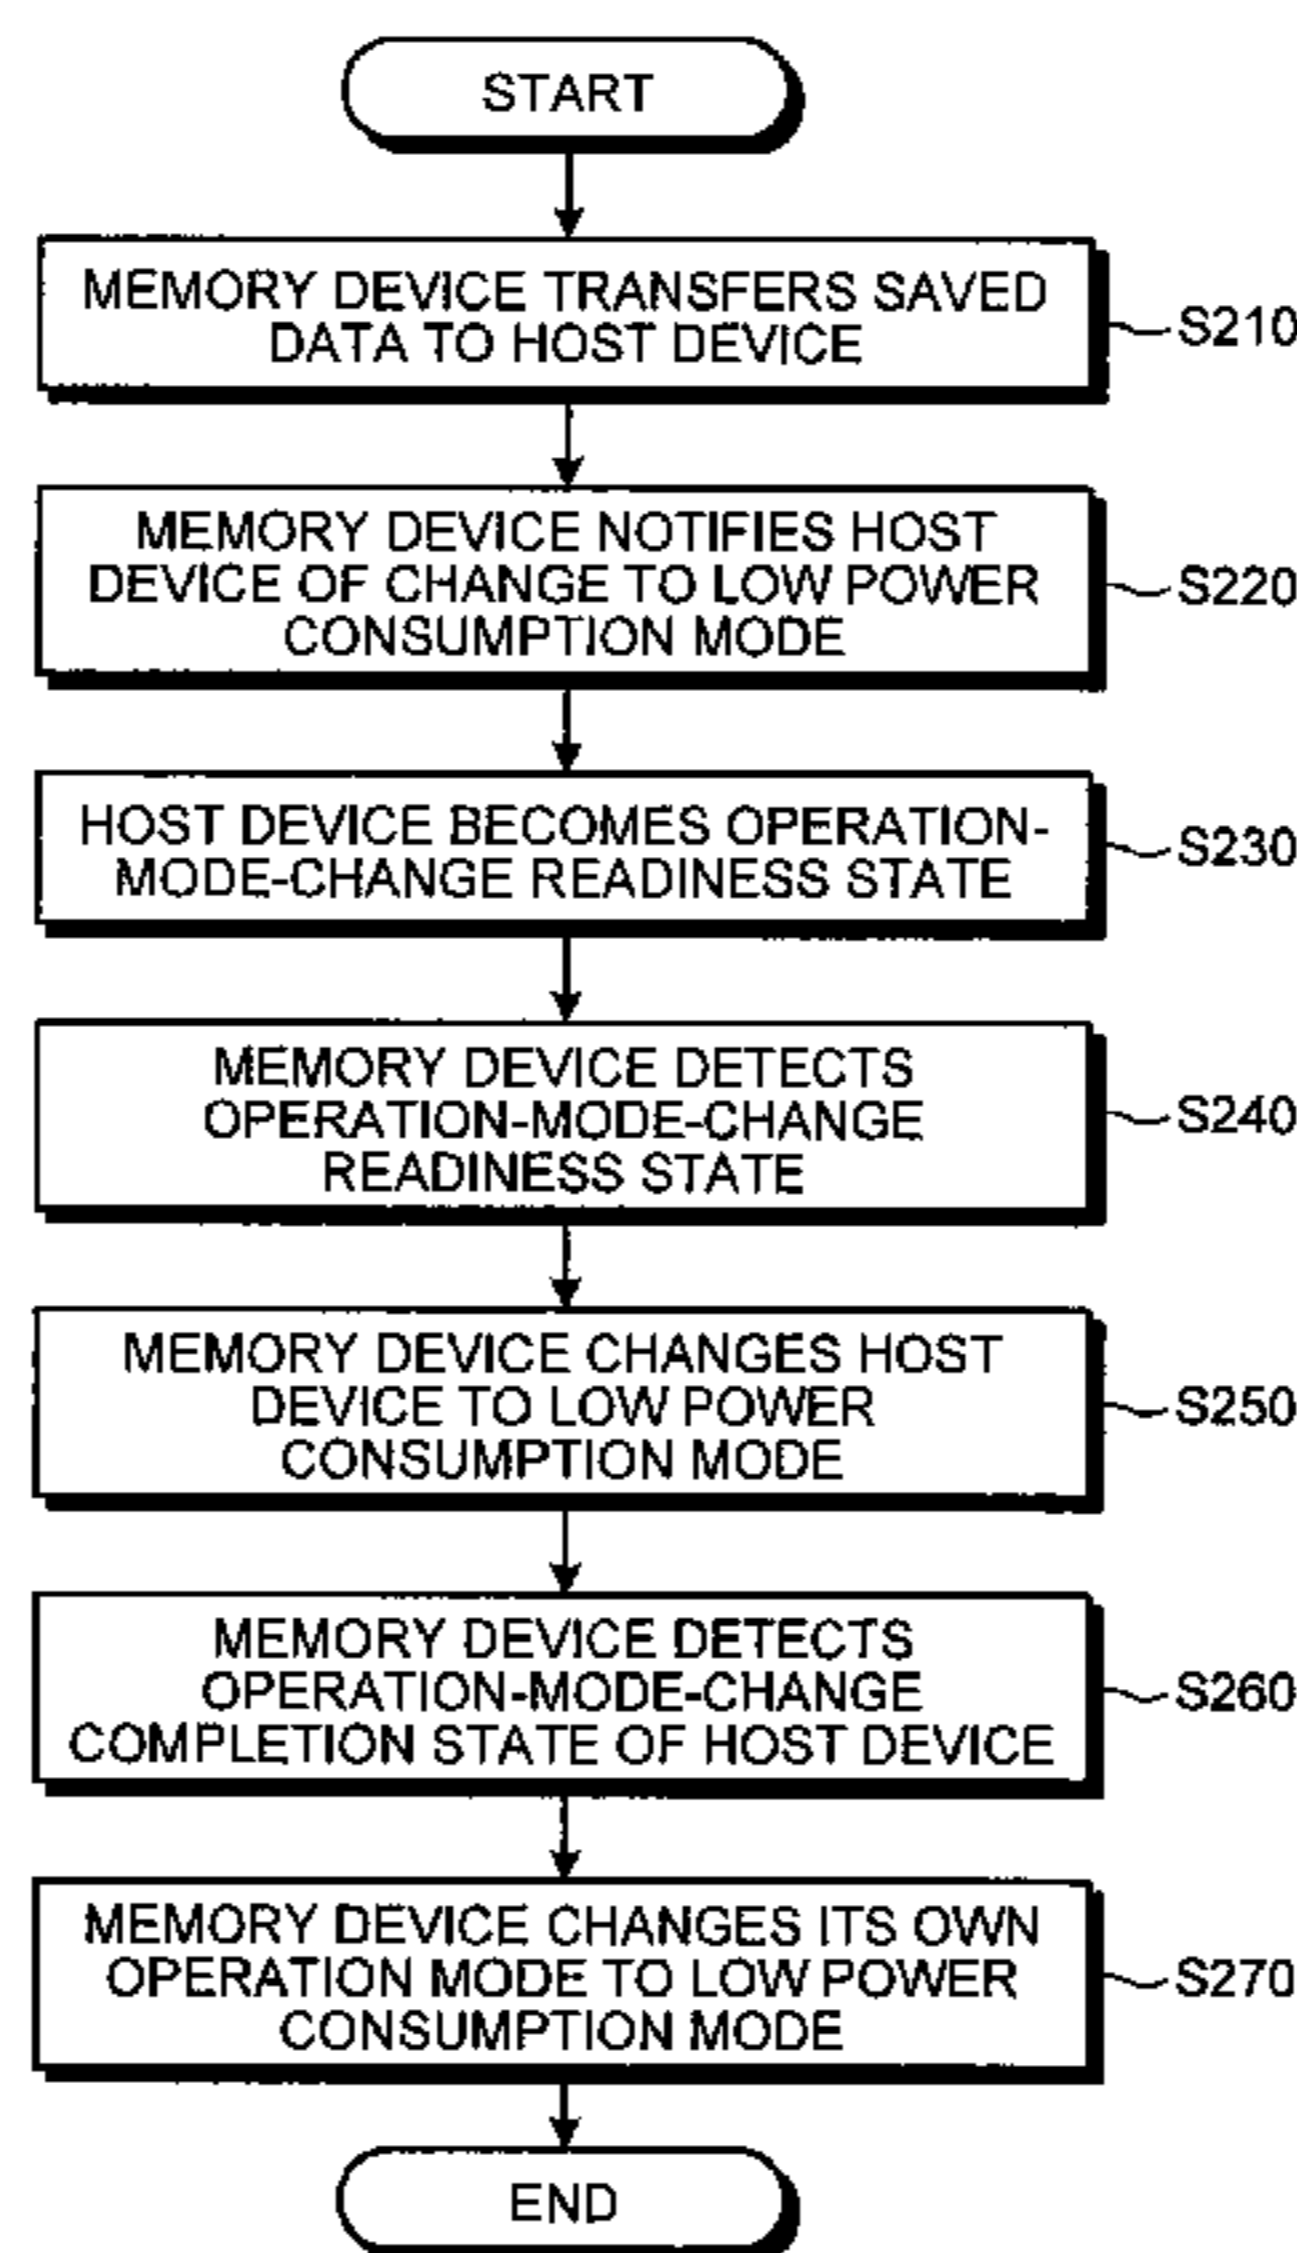 START
MEMORY DEVICE TRANSFERS SAVED
DATA TO HOST DEVICE
S210
MEMORY DEVICE NOTIFIES HOST
DEVICE OF CHANGE TO LOW POWER
CONSUMPTION MODE
S220
HOST DEVICE BECOMES OPERATION-
MODE-CHANGE READINESS STATE
S230
MEMORY DEVICE DETECTS
OPERATION-MODE-CHANGE
READINESS STATE
S240
MEMORY DEVICE CHANGES HOST
DEVICE TO LOW POWER
CONSUMPTION MODE
S250
MEMORY DEVICE DETECTS
OPERATION-MODE-CHANGE
COMPLETION STATE OF HOST DEVICE
S260
MEMORY DEVICE CHANGES ITS OWN
OPERATION MODE TO LOW POWER
CONSUMPTION MODE
S270
END